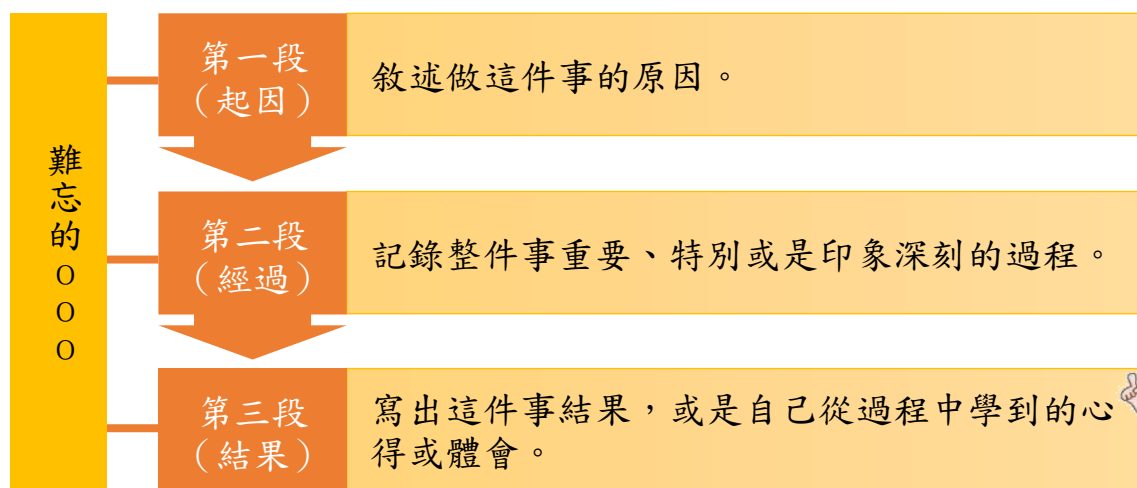 難忘的OOO
第一段
（起因）
敘述做這件事的原因。
第二段
（經過）
記錄整件事重要、特別或是印象深刻的過程。
第三段
（結果）
寫出這件事結果，或是自己從過程中學到的心
得或體會。